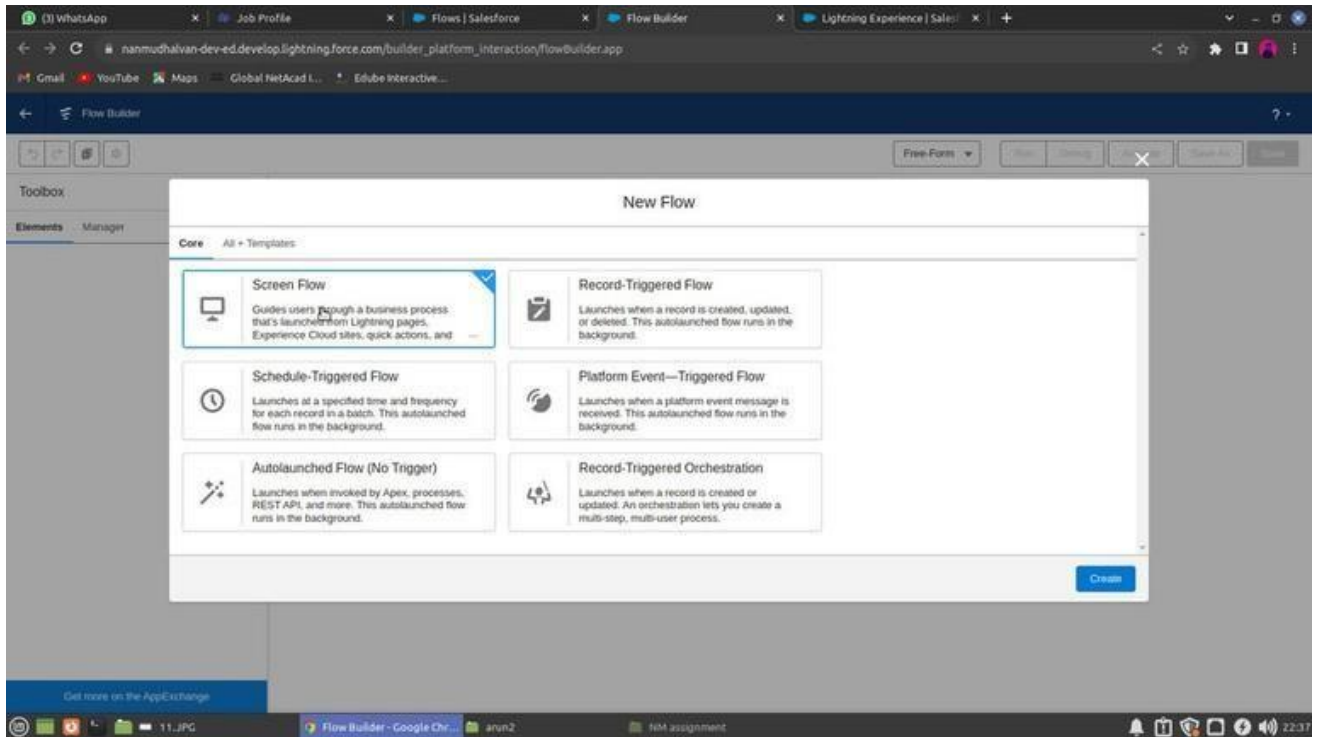 (3) WhatsApp
Job Profile
Flows | Salesforce
Flow Builder
Lightning Experience | Sales
nanmudhalvan-dev-ed.develop.lightning.force.com/builder_platform_interaction/flowBuilder.app
Gmail YouTube Maps Global NetAcad I... Edube Interactive...
Flow Builder
?
Free-Form
Toolbox
Elements Manager
New Flow
Core All + Templates
Screen Flow
Guides users through a business process
that's launched from Lightning pages,
Experience Cloud sites, quick actions, and ...
Record-Triggered Flow
Launches when a record is created, updated,
or deleted. This autolaunched flow runs in the
background.
Schedule-Triggered Flow
Launches at a specified time and frequency
for each record in a batch. This autolaunched
flow runs in the background.
Platform Event—Triggered Flow
Launches when a platform event message is
received. This autolaunched flow runs in the
background.
Autolaunched Flow (No Trigger)
Launches when invoked by Apex, processes,
REST API, and more. This autolaunched flow
runs in the background.
Record-Triggered Orchestration
Launches when a record is created or
updated. An orchestration lets you create a
multi-step, multi-user process.
Create
Get more on the AppExchange
11.JPG
Flow Builder - Google Chr...
arun2
NM assignment
22:37